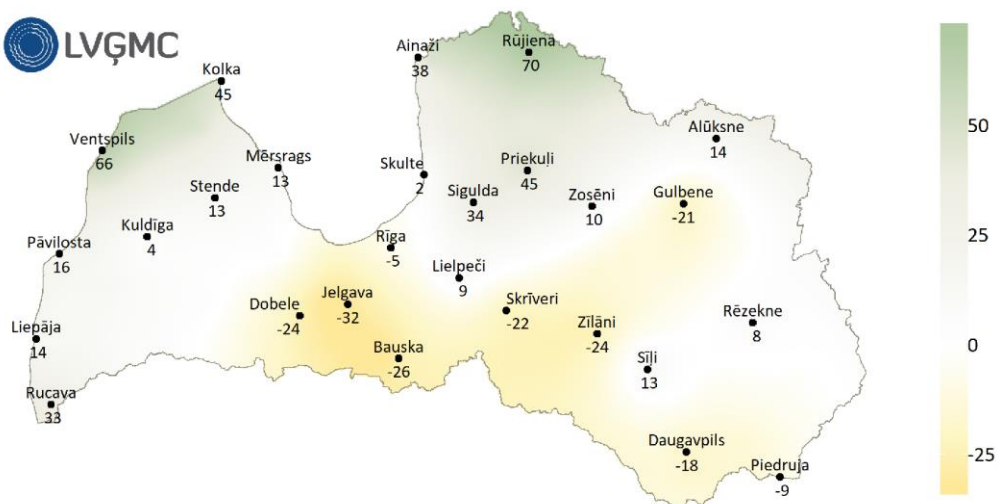 LVĢMC
Ainaži
38
Rūjiena
70
Kolka
45
Ventspils
66
Mērsrags
13
Stende
13
Skulte
2
Sigulda
34
Priekuļi
45
Zosēni
10
Alūksne
14
Gulbene
-21
Kuldīga
4
Pāvilosta
16
Rīga
-5
Lielpeči
9
Dobele
-24
Jelgava
-32
Skrīveri
-22
Zīlāni
-24
Rēzekne
8
Liepāja
14
Bauska
-26
Sīļi
13
Rucava
33
Daugavpils
-18
Piedruja
-9
50
25
0
-25